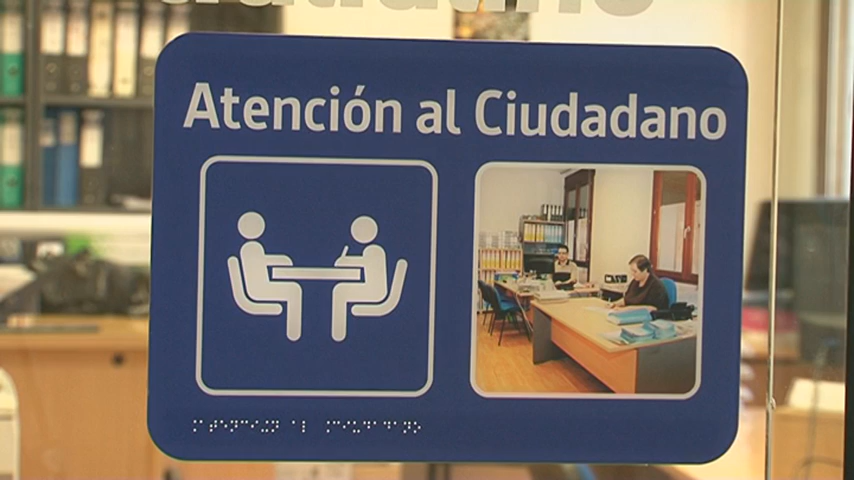 Atención al Ciudadano
⠨⠁⠞⠑⠝⠉⠊⠬⠝ ⠁⠇ ⠨⠉⠊⠥⠙⠁⠙⠁⠝⠕